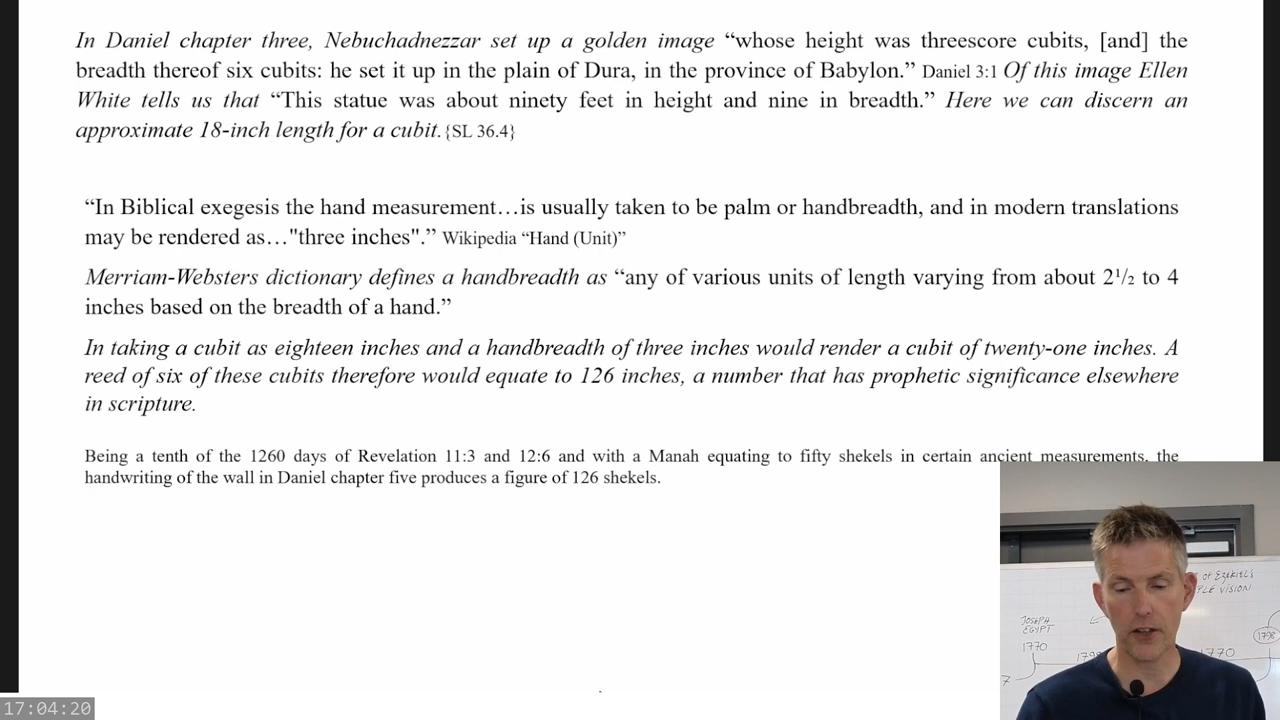 In Daniel chapter three, Nebuchadnezzar set up a golden image “whose height was threescore cubits, [and] the
breadth thereof six cubits: he set it up in the plain of Dura, in the province of Babylon.” Daniel 3:1 Of this image Ellen
White tells us that “This statue was about ninety feet in height and nine in breadth.” Here we can discern an
approximate 18-inch length for a cubit. {SL 36.4}
“In Biblical exegesis the hand measurement…is usually taken to be palm or handbreadth, and in modern translations
may be rendered as…"three inches".” Wikipedia “Hand (Unit)”
Merriam-Websters dictionary defines a handbreadth as “any of various units of length varying from about 2¹/₂ to 4
inches based on the breadth of a hand.”
In taking a cubit as eighteen inches and a handbreadth of three inches would render a cubit of twenty-one inches. A
reed of six of these cubits therefore would equate to 126 inches, a number that has prophetic significance elsewhere
in scripture.
Being a tenth of the 1260 days of Revelation 11:3 and 12:6 and with a Manah equating to fifty shekels in certain ancient measurements, the
handwriting of the wall in Daniel chapter five produces a figure of 126 shekels.
OF EZEKIEL'S
VISION
JOSEPH
EGYPT
1770
1770
1798
17:04:20